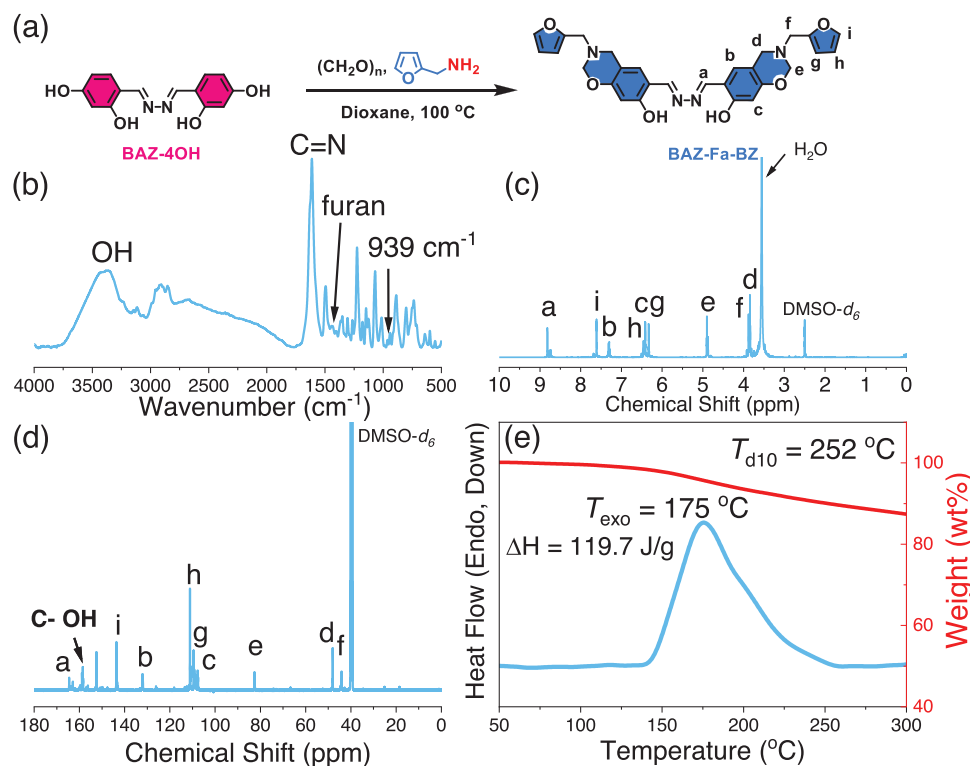 (a)
(CH₂O)n, O NH₂
Dioxane, 100 °C
HO OH N N HO OH
BAZ-4OH
O N O OH N N OH O N O
a b c d e f g h i
BAZ-Fa-BZ
(b)
C=N
furan
939 cm⁻¹
OH
4000 3000 2500 2000 1500 1000 500
Wavenumber (cm⁻¹)
(c)
H₂O
a i b h c g e f d
DMSO-d₆
10 9 8 7 6 5 4 3 2 1 0
Chemical Shift (ppm)
(d)
DMSO-d₆
C- OH
a i b h g c e d f
180 160 140 120 100 80 60 40 20 0
Chemical Shift (ppm)
(e)
Td10 = 252 °C
Texo = 175 °C
ΔH = 119.7 J/g
Heat Flow (Endo, Down)
Weight (wt%)
100
80
60
40
50 100 150 200 250 300
Temperature (°C)